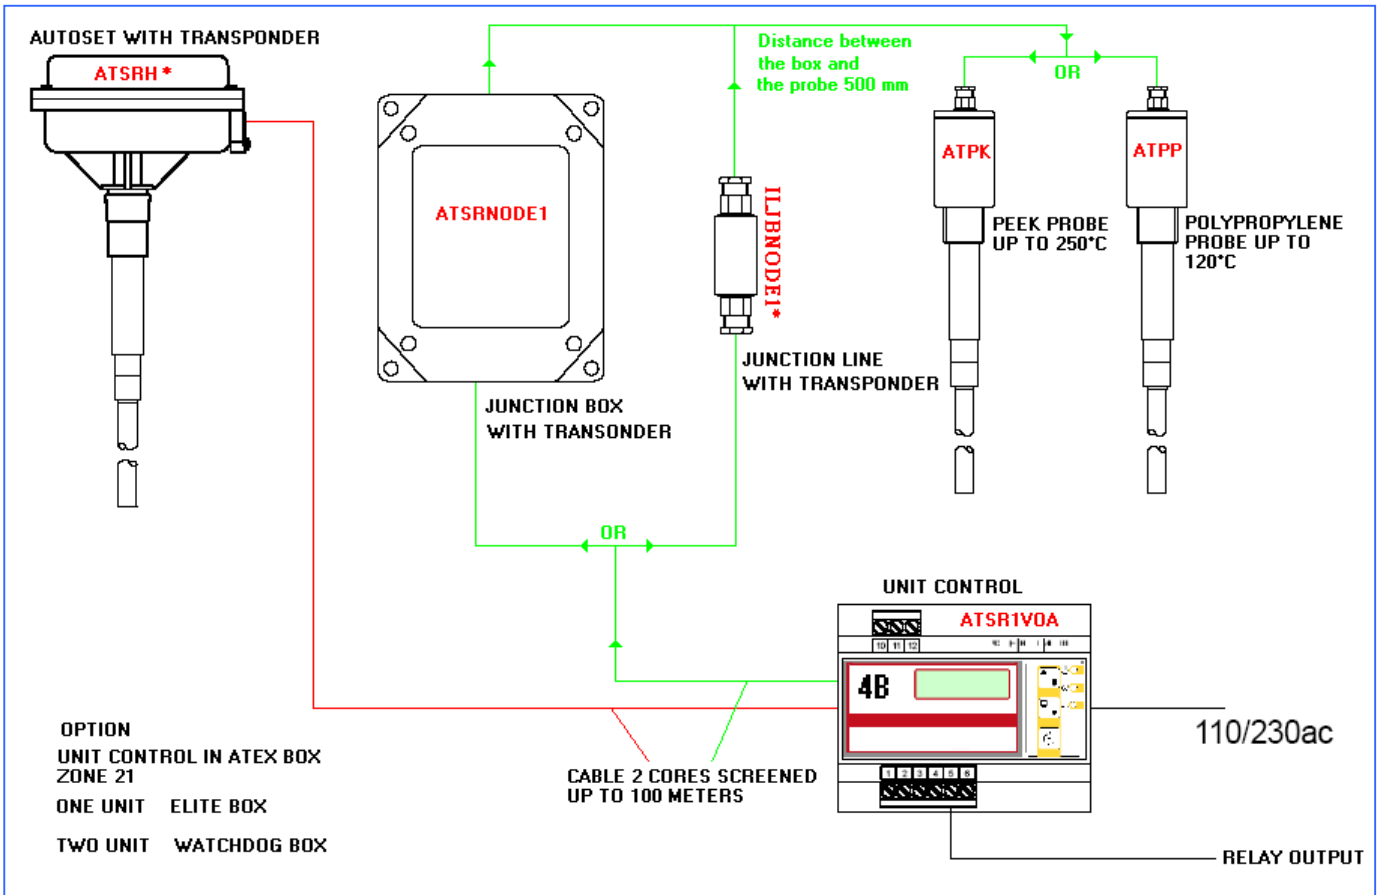 AUTOSET WITH TRANSPONDER
ATSRH *
Distance between
the box and
the probe 500 mm
OR
ATPK
ATPP
ATSRNODE1
ILJBNODE1*
PEEK PROBE
UP TO 250°C
POLYPROPYLENE
PROBE UP TO
120°C
JUNCTION LINE
WITH TRANSPONDER
JUNCTION BOX
WITH TRANSONDER
OR
UNIT CONTROL
ATSR1V0A
10 11 12
4B
110/230ac
1 2 3 4 5 6
CABLE 2 CORES SCREENED
UP TO 100 METERS
RELAY OUTPUT
OPTION
UNIT CONTROL IN ATEX BOX
ZONE 21
ONE UNIT ELITE BOX
TWO UNIT WATCHDOG BOX